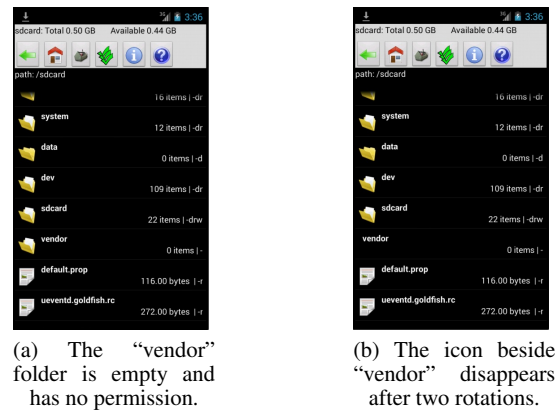 3:36
sdcard: Total 0.50 GB Available 0.44 GB
path: /sdcard
16 items | -dr
system
12 items | -dr
data
0 items | -d
dev
109 items | -dr
sdcard
22 items | -drw
vendor
0 items | -
default.prop
116.00 bytes | -r
ueventd.goldfish.rc
272.00 bytes | -r
(a) The “vendor”
folder is empty and
has no permission.
3:36
sdcard: Total 0.50 GB Available 0.44 GB
path: /sdcard
16 items | -dr
system
12 items | -dr
data
0 items | -d
dev
109 items | -dr
sdcard
22 items | -drw
vendor
0 items | -
default.prop
116.00 bytes | -r
ueventd.goldfish.rc
272.00 bytes | -r
(b) The icon beside
“vendor” disappears
after two rotations.